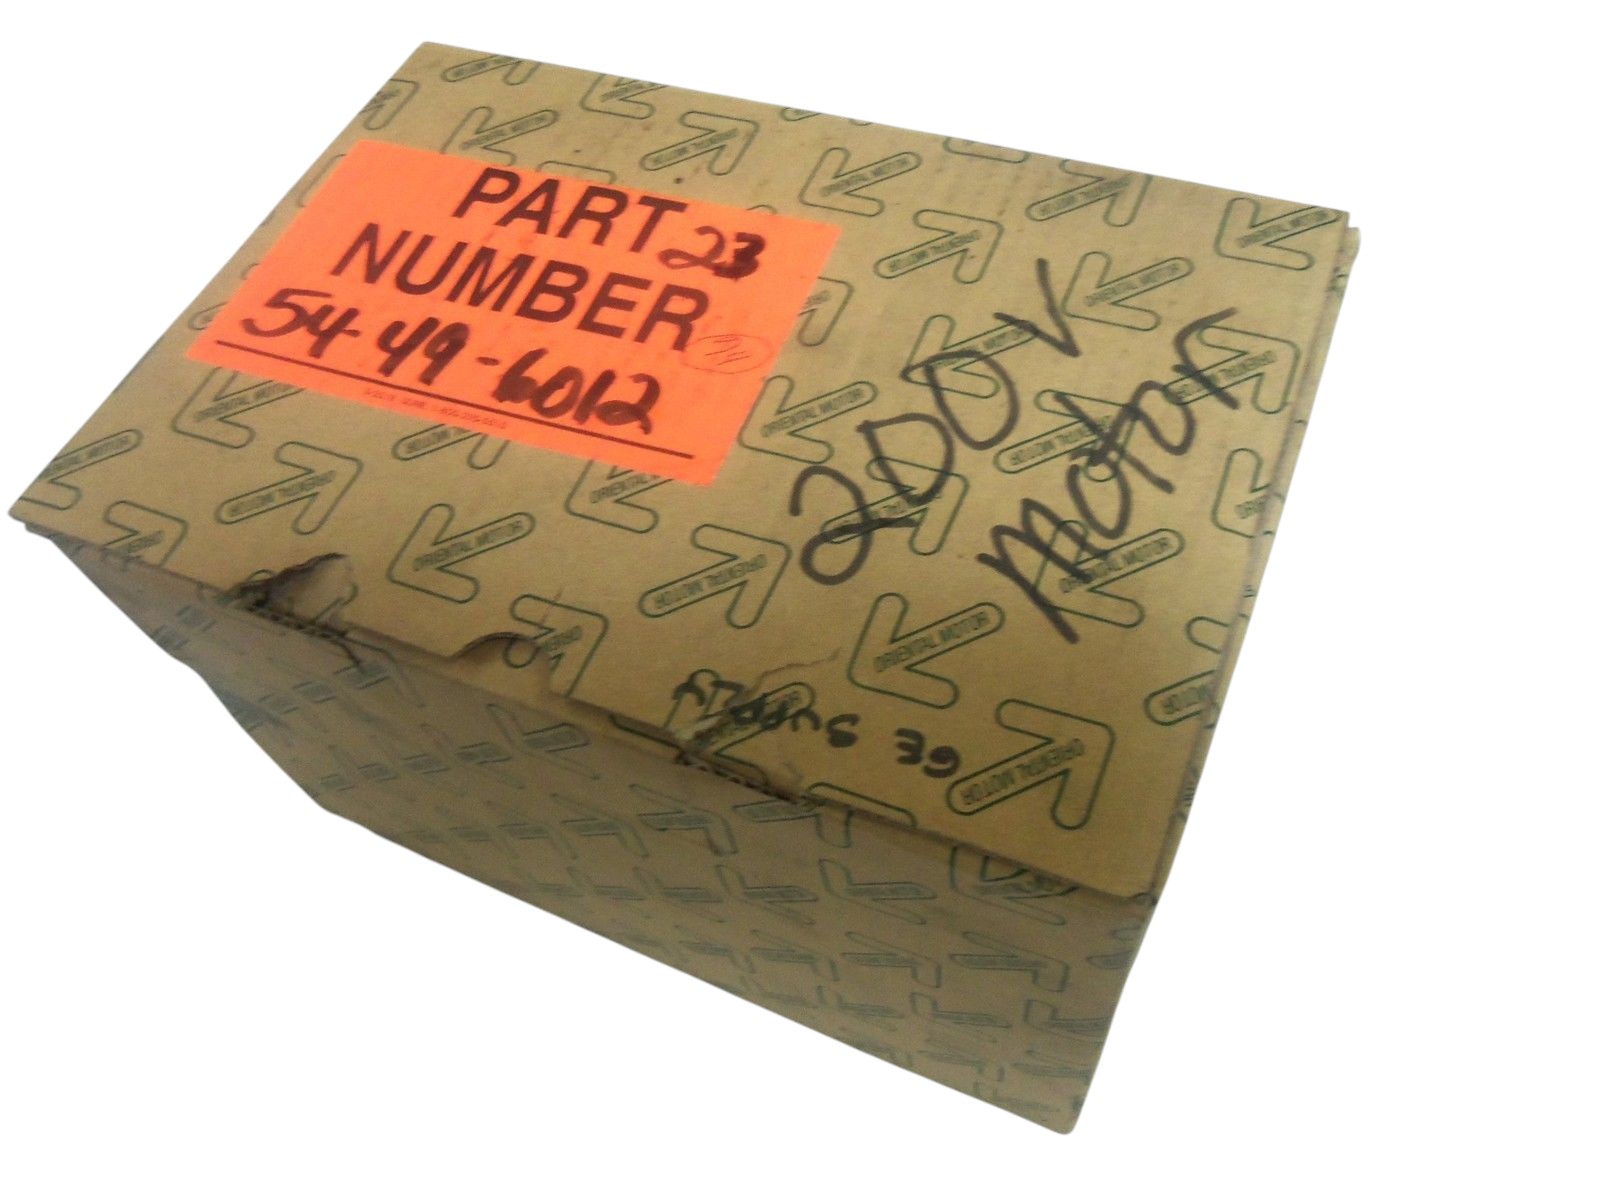 PART 23
NUMBER
54-49-6012
200V
Motor
GE SUPPLY
ORIENTAL MOTOR